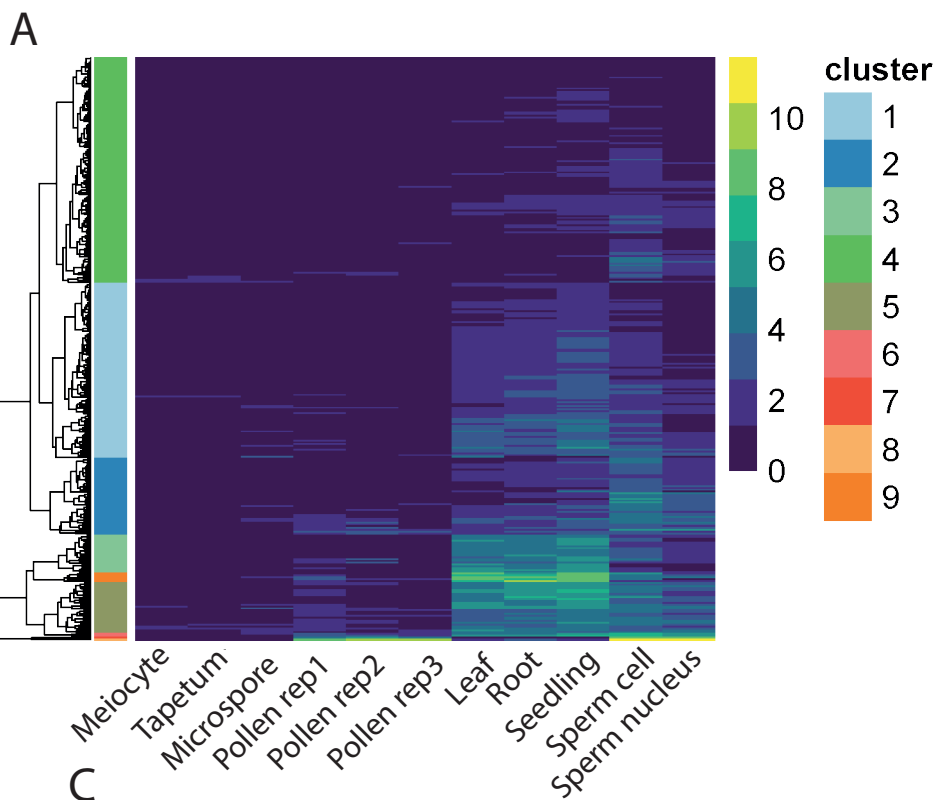 A
cluster
1
2
3
4
5
6
7
8
9
10
8
6
4
2
0
Meiocyte
Tapetum
Microspore
Pollen rep1
Pollen rep2
Pollen rep3
Leaf
Root
Seedling
Sperm cell
Sperm nucleus
C